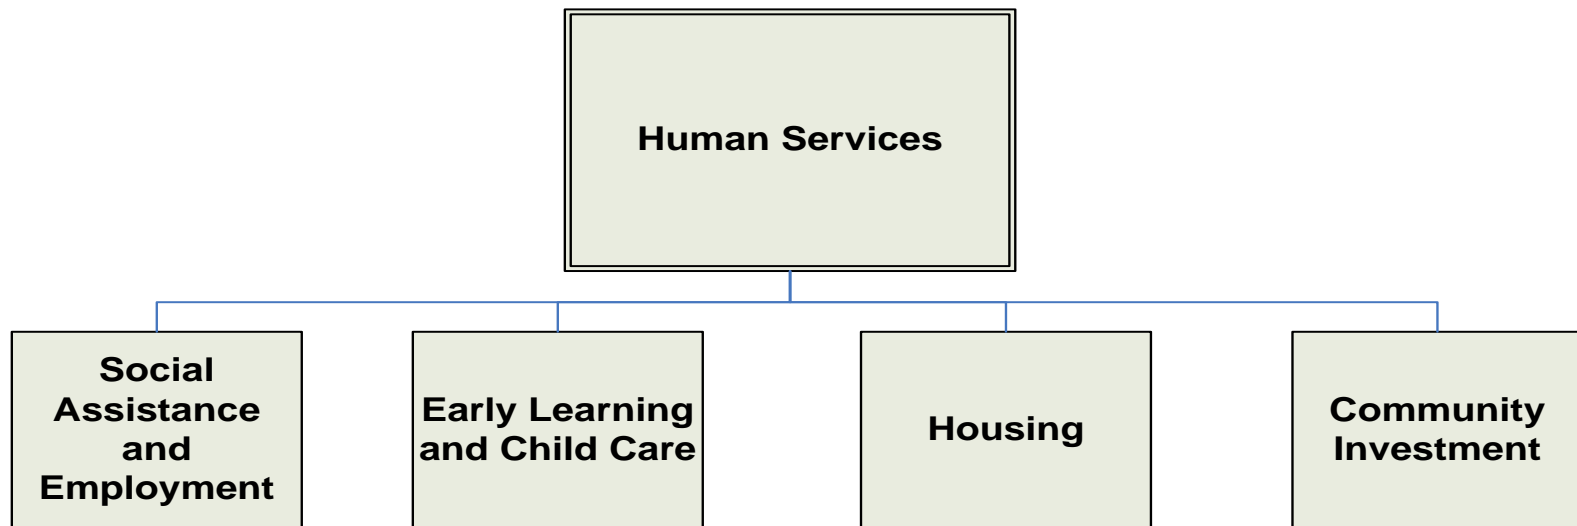 Human Services
Social
Assistance
and
Employment
Early Learning
and Child Care
Housing
Community
Investment